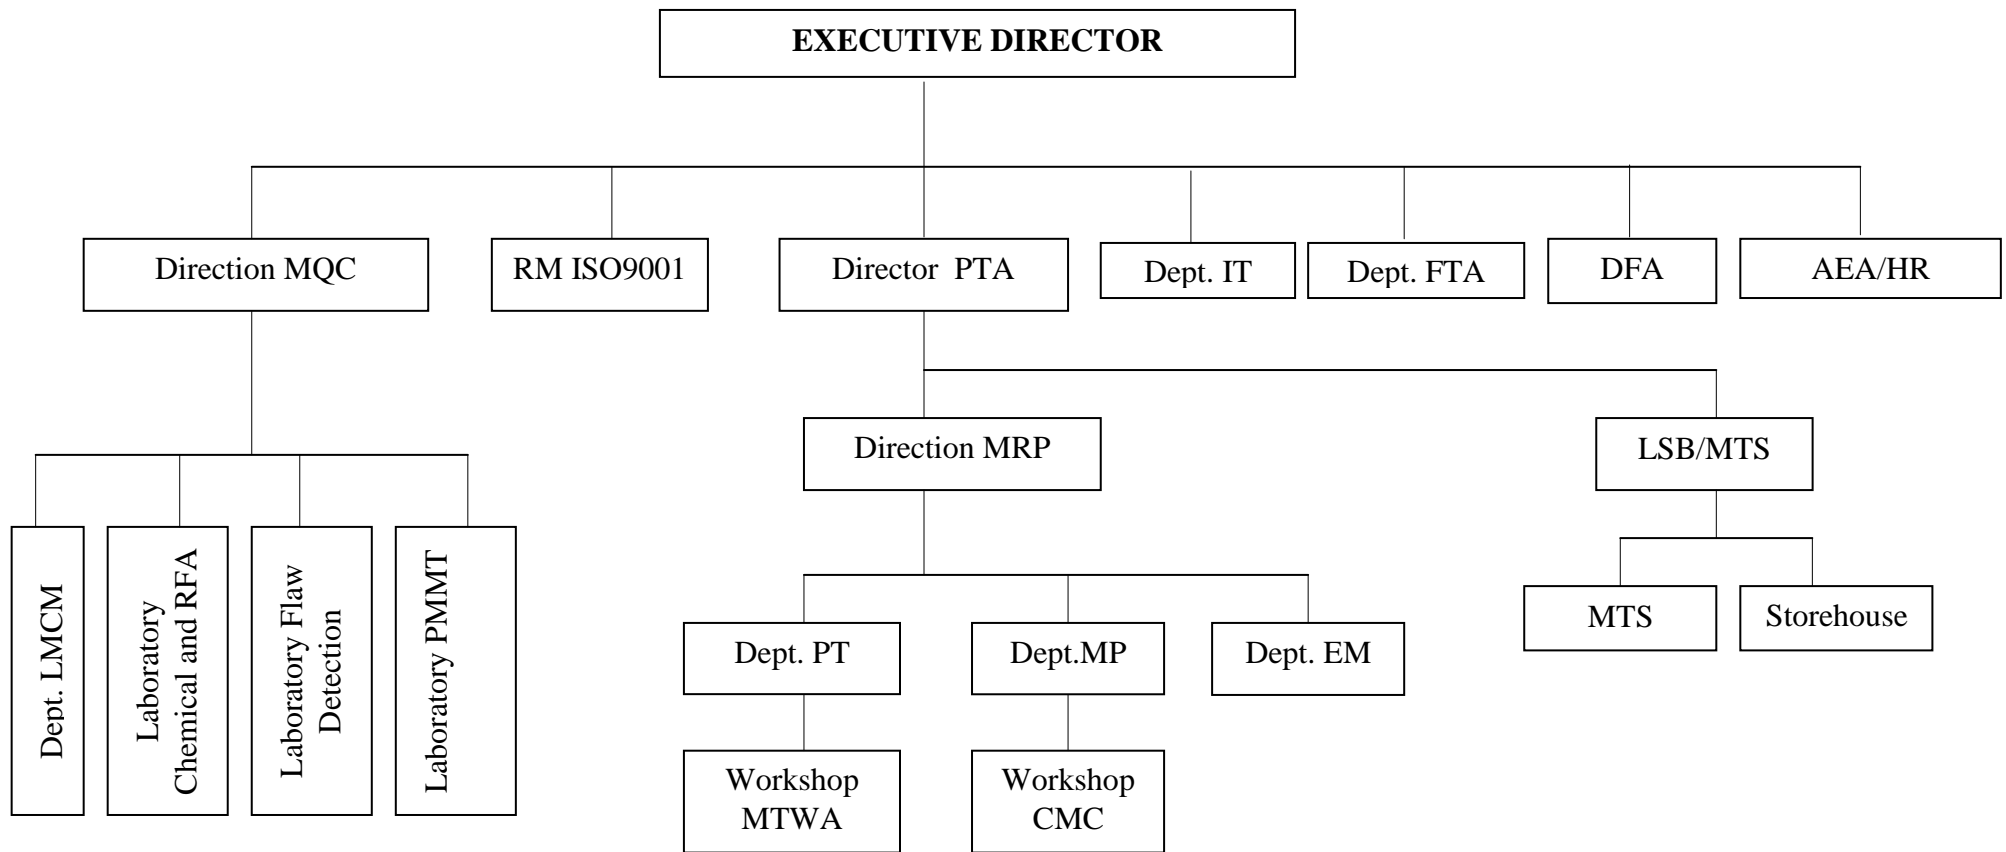 EXECUTIVE DIRECTOR
Direction MQC
RM ISO9001
Director PTA
Dept. IT
Dept. FTA
DFA
AEA/HR
Direction MRP
LSB/MTS
Dept. LMCM
Laboratory
Chemical and RFA
Laboratory Flaw
Detection
Laboratory PMMT
MTS
Storehouse
Dept. PT
Dept.MP
Dept. EM
Workshop
MTWA
Workshop
CMC